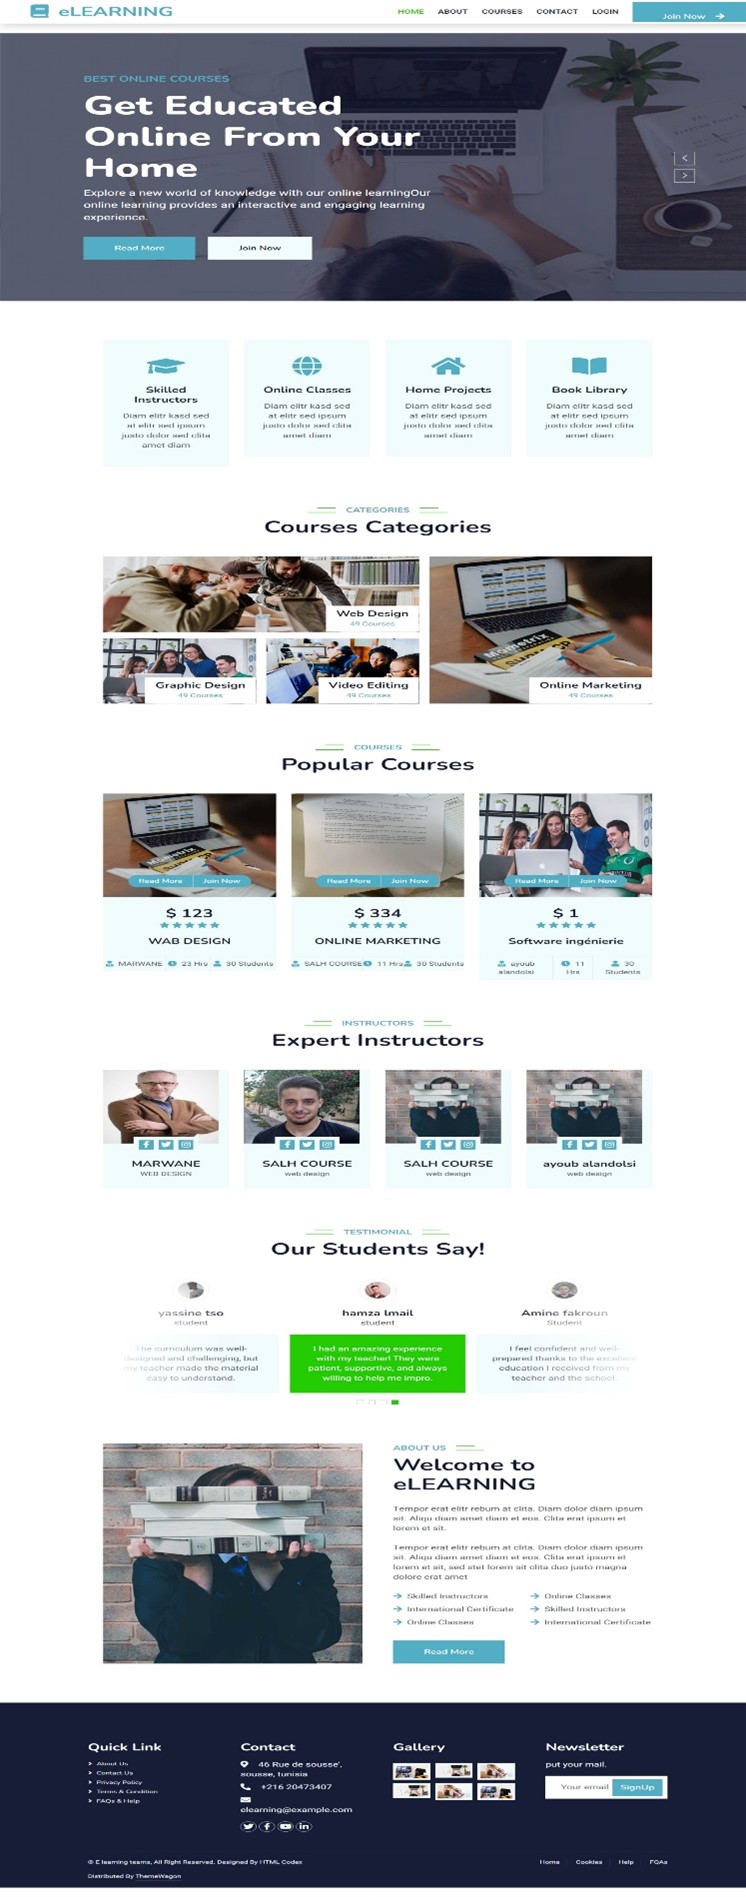 eLEARNING
HOME ABOUT COURSES CONTACT LOGIN Join Now
BEST ONLINE COURSES
Get Educated
Online From Your
Home
Explore a new world of knowledge with our online learningOur
online learning provides an interactive and engaging learning
experience.
Read More Join Now
Skilled
Instructors
Diam elitr kasd sed
at elitr sed ipsum
justo dolor sed clita
amet diam
Online Classes
Diam elitr kasd sed
at elitr sed ipsum
justo dolor sed clita
amet diam
Home Projects
Diam elitr kasd sed
at elitr sed ipsum
justo dolor sed clita
amet diam
Book Library
Diam elitr kasd sed
at elitr sed ipsum
justo dolor sed clita
amet diam
CATEGORIES
Courses Categories
Web Design
49 Courses
Graphic Design
49 Courses
Video Editing
49 Courses
Mometrix
Online Marketing
49 Courses
COURSES
Popular Courses
Mometrix
Read More Join Now
$ 123
WAB DESIGN
MARWANE 23 Hrs 30 Students
Read More Join Now
$ 334
ONLINE MARKETING
SALH COURSE 11 Hrs 30 Students
Read More Join Now
$ 1
Software ingénierie
ayoub
alandolsi
11
Hrs
30
Students
INSTRUCTORS
Expert Instructors
MARWANE
WEB DESIGN
SALH COURSE
web design
SALH COURSE
web design
ayoub alandolsi
web design
TESTIMONIAL
Our Students Say!
yassine tso
student
The curriculum was well-
designed and challenging, but
my teacher made the material
easy to understand.
hamza lmail
student
I had an amazing experience
with my teacher! They were
patient, supportive, and always
willing to help me impro.
Amine fakroun
Student
I feel confident and well-
prepared thanks to the excellent
education I received from my
teacher and the school.
ABOUT US
Welcome to
eLEARNING
Tempor erat elitr rebum at clita. Diam dolor diam ipsum
sit. Aliqu diam amet diam et eos. Clita erat ipsum et
lorem et sit.
Tempor erat elitr rebum at clita. Diam dolor diam ipsum
sit. Aliqu diam amet diam et eos. Clita erat ipsum et
lorem et sit, sed stet lorem sit clita duo justo magna
dolore erat amet
Skilled Instructors Online Classes
International Certificate Skilled Instructors
Online Classes International Certificate
Read More
Quick Link
About Us
Contact Us
Privacy Policy
Terms & Condition
FAQs & Help
Contact
46 Rue de sousse',
sousse, tunisia
+216 20473407
elearning@example.com
Gallery
Newsletter
put your mail.
Your email SignUp
© E learning teams, All Right Reserved. Designed By HTML Codex
Home Cookies Help FQAs
Distributed By ThemeWagon